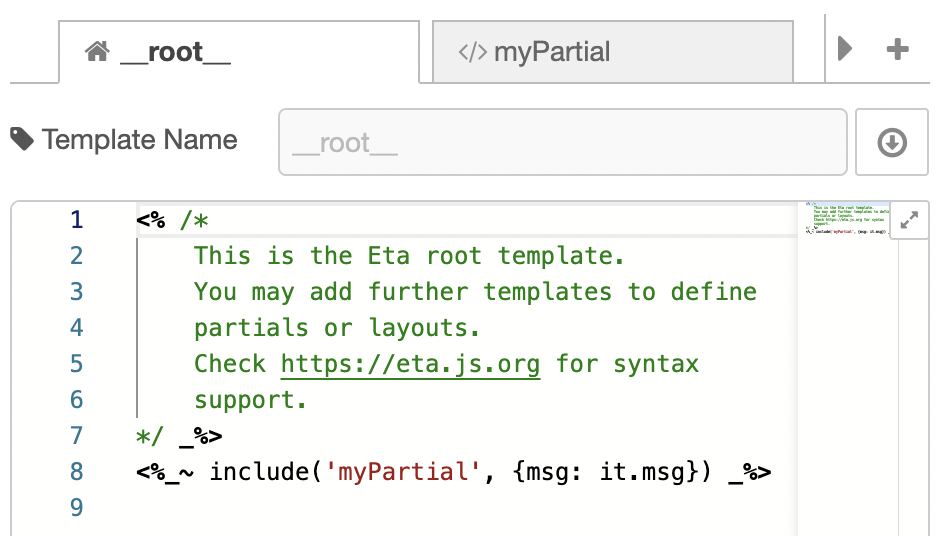 __root__
</> myPartial
Template Name
__root__
1 <% /*
2     This is the Eta root template.
3     You may add further templates to define
4     partials or layouts.
5     Check https://eta.js.org for syntax
6     support.
7 */ _%>
8 <%_~ include('myPartial', {msg: it.msg}) _%>
9